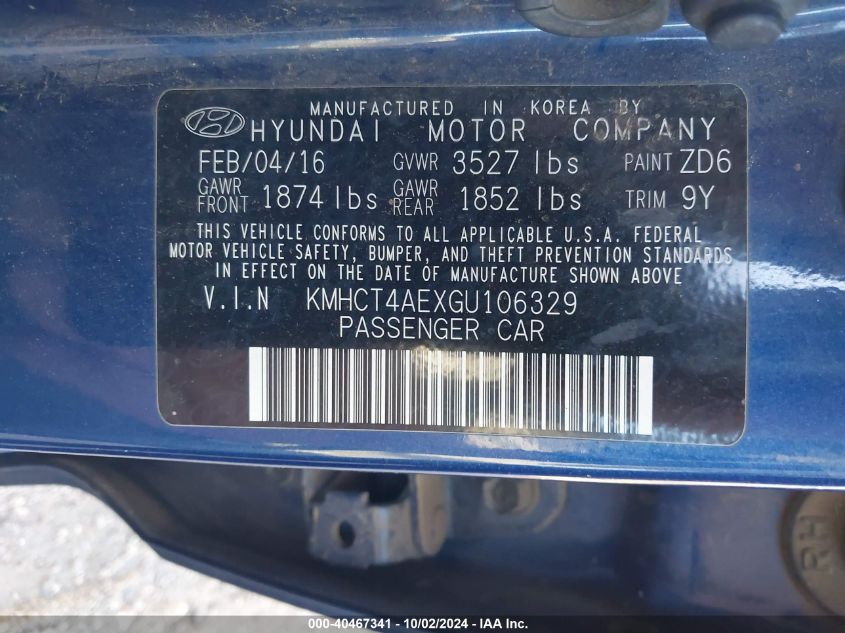 MANUFACTURED IN KOREA BY
HYUNDAI MOTOR COMPANY
FEB/04/16 GVWR 3527 lbs PAINT ZD6
GAWR FRONT 1874 lbs GAWR REAR 1852 lbs TRIM 9Y
THIS VEHICLE CONFORMS TO ALL APPLICABLE U.S.A. FEDERAL
MOTOR VEHICLE SAFETY, BUMPER, AND THEFT PREVENTION STANDARDS
IN EFFECT ON THE DATE OF MANUFACTURE SHOWN ABOVE
V.I.N KMHCT4AEXGU106329
PASSENGER CAR
RH
000-40467341 - 10/02/2024 - IAA Inc.